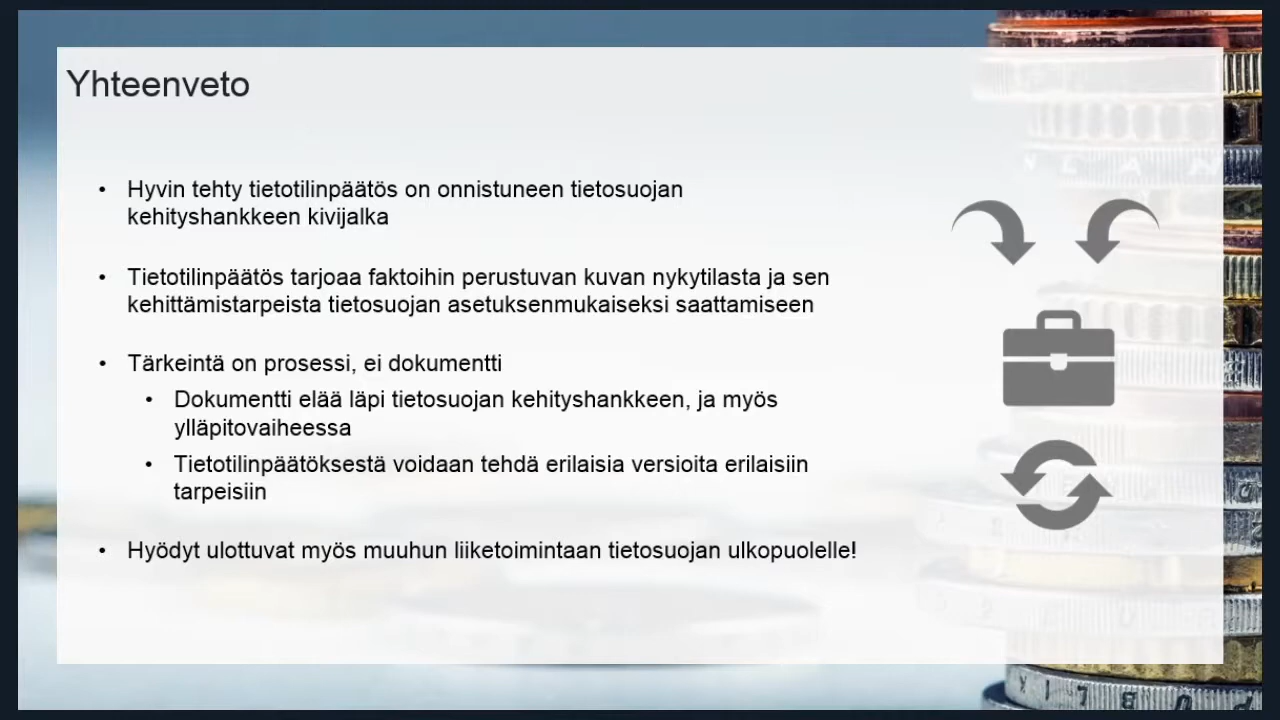 Yhteenveto
• Hyvin tehty tietotilinpäätös on onnistuneen tietosuojan
kehityshankkeen kivijalka
• Tietotilinpäätös tarjoaa faktoihin perustuvan kuvan nykytilasta ja sen
kehittämistarpeista tietosuojan asetuksenmukaiseksi saattamiseen
• Tärkeintä on prosessi, ei dokumentti
• Dokumentti elää läpi tietosuojan kehityshankkeen, ja myös
ylläpitovaiheessa
• Tietotilinpäätöksestä voidaan tehdä erilaisia versioita erilaisiin
tarpeisiin
• Hyödyt ulottuvat myös muuhun liiketoimintaan tietosuojan ulkopuolelle!